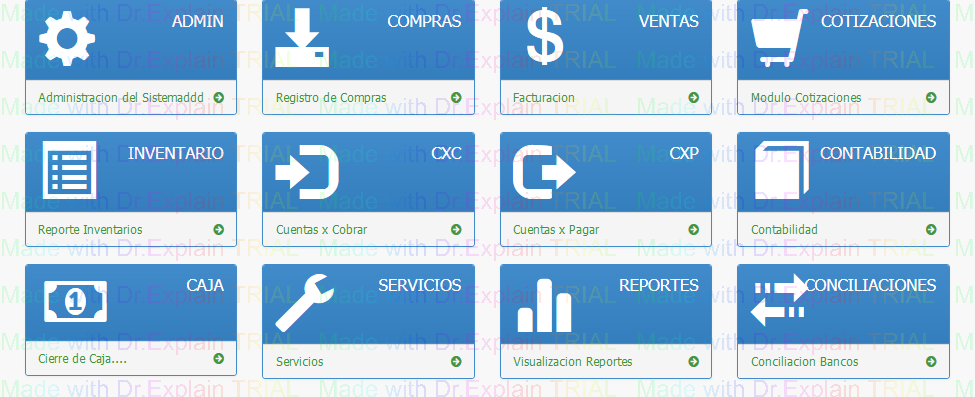 ADMIN
Administracion del Sistemaddd
COMPRAS
Registro de Compras
VENTAS
Facturacion
COTIZACIONES
Modulo Cotizaciones
INVENTARIO
Reporte Inventarios
CXC
Cuentas x Cobrar
CXP
Cuentas x Pagar
CONTABILIDAD
Contabilidad
CAJA
1
Cierre de Caja....
SERVICIOS
Servicios
REPORTES
Visualizacion Reportes
CONCILIACIONES
Conciliacion Bancos
Made with Dr.Explain TRIAL